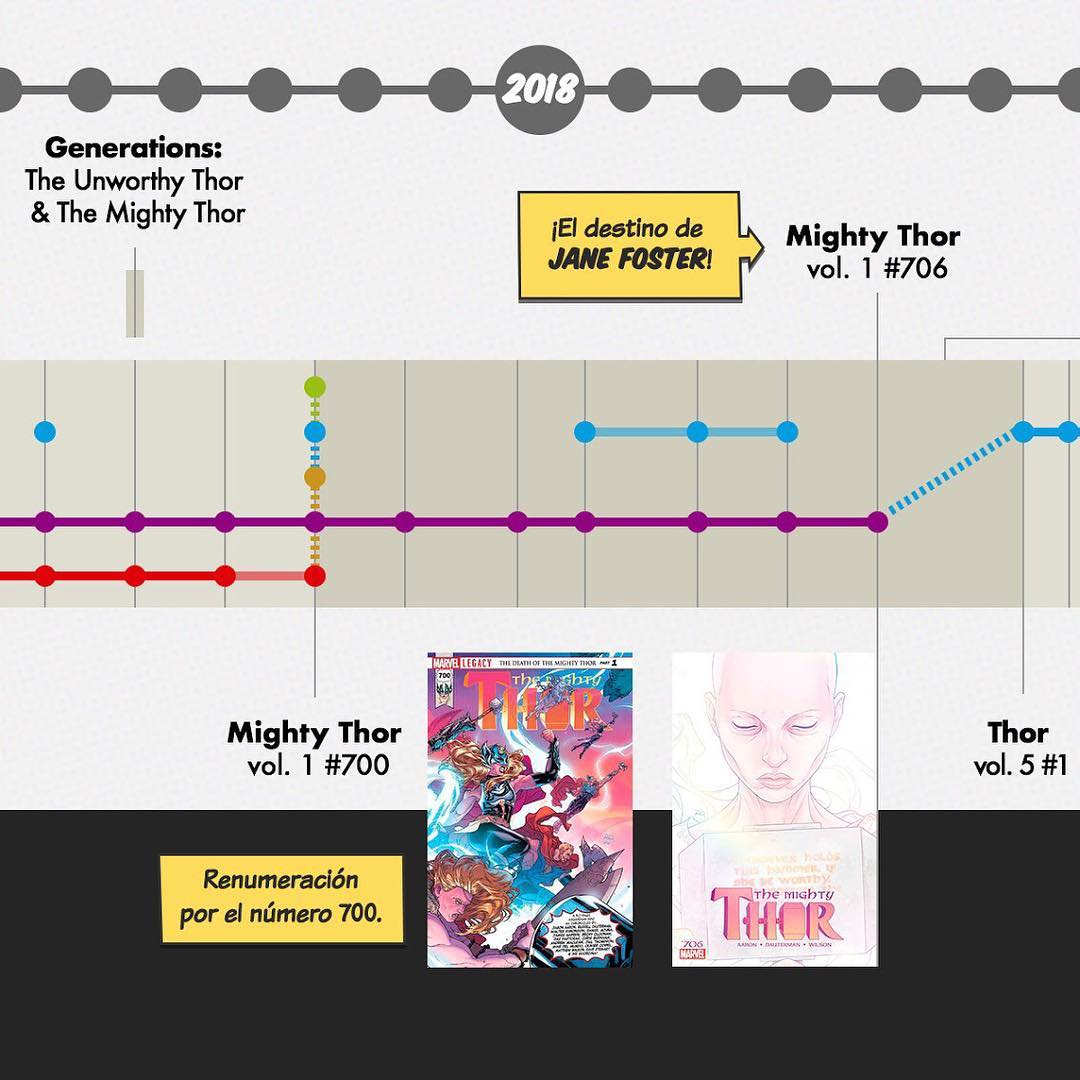 2018
Generations:
The Unworthy Thor
& The Mighty Thor
¡El destino de
JANE FOSTER!
Mighty Thor
vol. 1 #706
Mighty Thor
vol. 1 #700
Thor
vol. 5 #1
Renumeración
por el número 700.
MARVEL LEGACY THE DEATH OF THE MIGHTY THOR PART 1
700
THE MIGHTY
THOR
WHOSOEVER HOLDS
THIS HAMMER, IF
SHE BE WORTHY,
THE MIGHTY
THOR
AARON • DAUTERMAN • WILSON
706
MARVEL